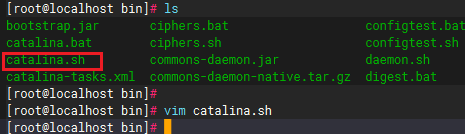 [root@localhost bin]# ls
bootstrap.jar ciphers.bat configtest.bat
catalina.bat ciphers.sh configtest.sh
catalina.sh commons-daemon.jar daemon.sh
catalina-tasks.xml commons-daemon-native.tar.gz digest.bat
[root@localhost bin]#
[root@localhost bin]# vim catalina.sh
[root@localhost bin]#